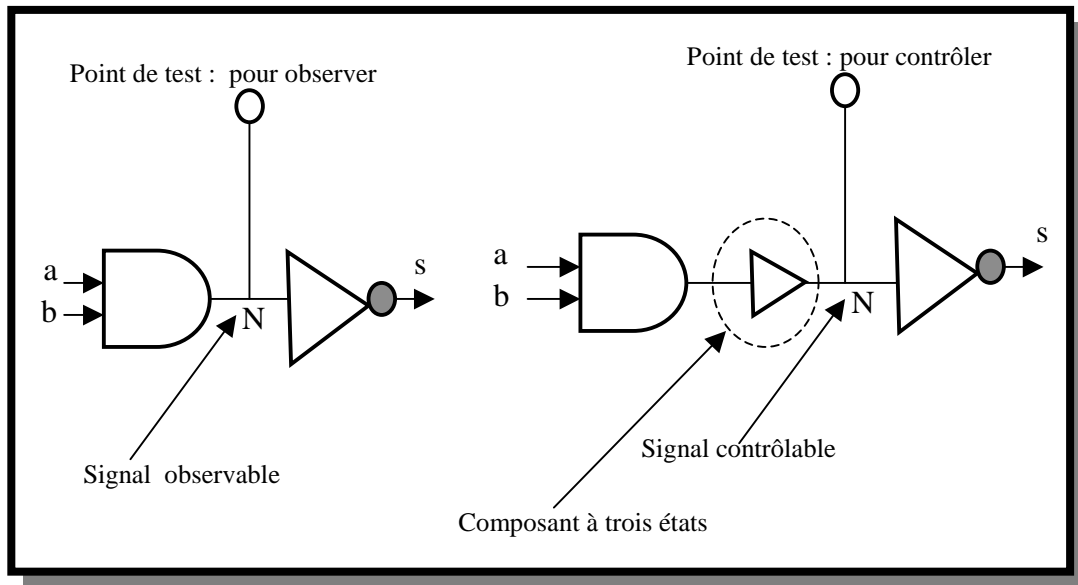 Point de test : pour observer
a
b
N
s
Signal observable
Point de test : pour contrôler
a
b
N
s
Signal contrôlable
Composant à trois états